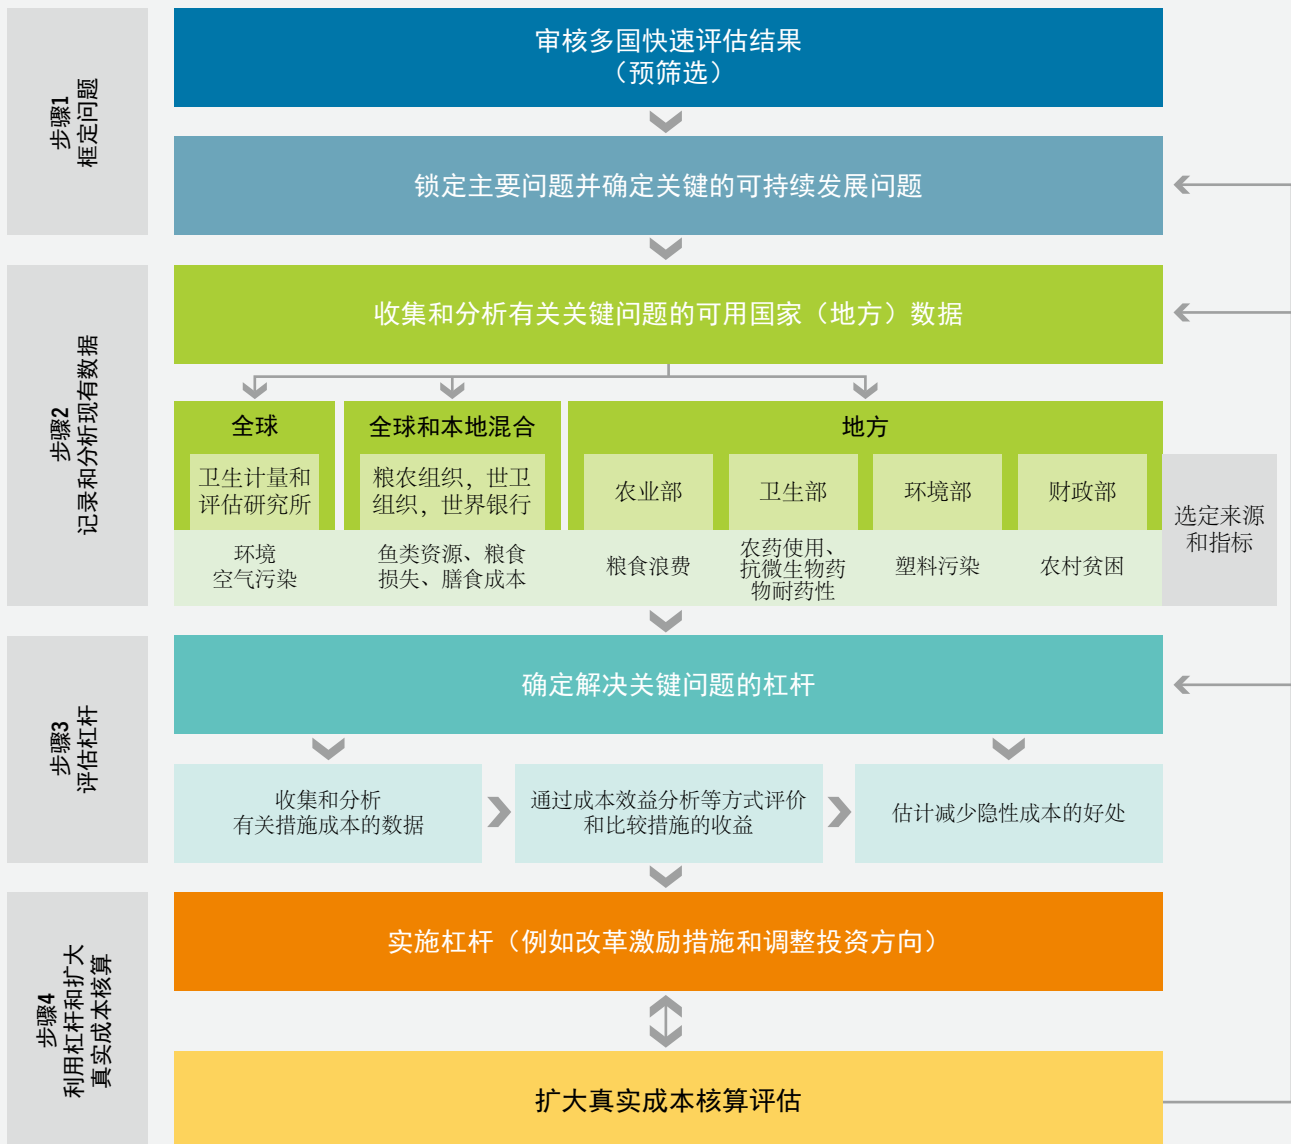 步骤1
框定问题
审核多国快速评估结果
（预筛选）
锁定主要问题并确定关键的可持续发展问题
步骤2
记录和分析现有数据
收集和分析有关关键问题的可用国家（地方）数据
全球
全球和本地混合
地方
卫生计量和
评估研究所
粮农组织，世卫
组织，世界银行
农业部
卫生部
环境部
财政部
环境
空气污染
鱼类资源、粮食
损失、膳食成本
粮食浪费
农药使用、
抗微生物药
物耐药性
塑料污染
农村贫困
选定来源
和指标
步骤3
评估杠杆
确定解决关键问题的杠杆
收集和分析
有关措施成本的数据
通过成本效益分析等方式评价
和比较措施的收益
估计减少隐性成本的好处
步骤4
利用杠杆和扩大
真实成本核算
实施杠杆（例如改革激励措施和调整投资方向）
扩大真实成本核算评估